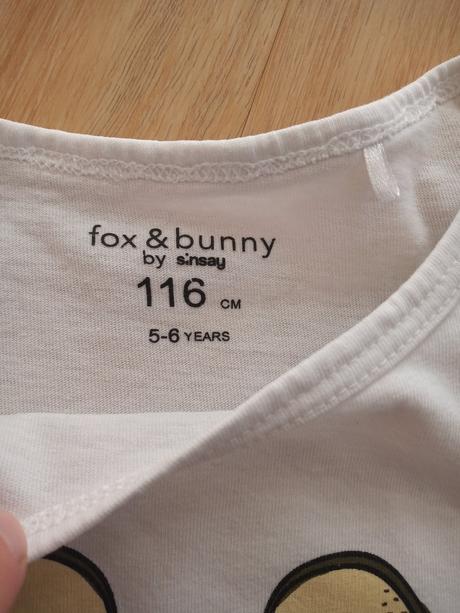 fox & bunny
by sinsay
116 CM
5-6 YEARS